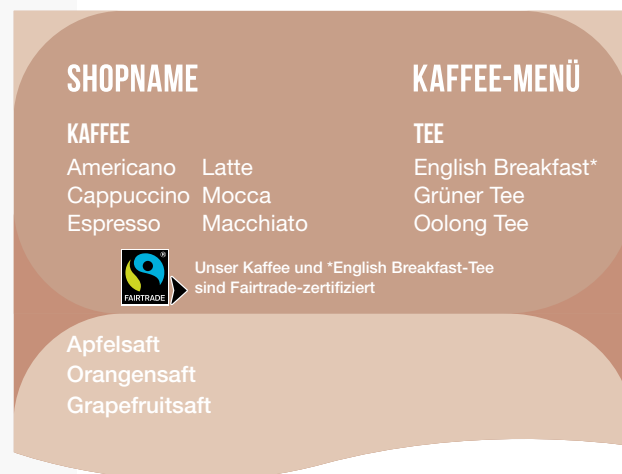 SHOPNAME
KAFFEE-MENÜ
KAFFEE
Americano Latte
Cappuccino Mocca
Espresso Macchiato
TEE
English Breakfast*
Grüner Tee
Oolong Tee
®
FAIRTRADE
Unser Kaffee und *English Breakfast-Tee
sind Fairtrade-zertifiziert
Apfelsaft
Orangensaft
Grapefruitsaft